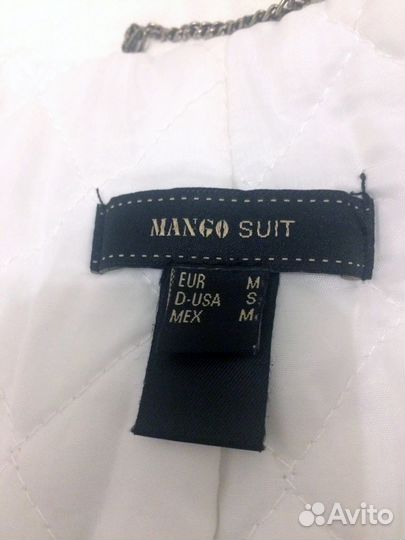 MANGO SUIT
EUR M
D-USA S
MEX M
Avito